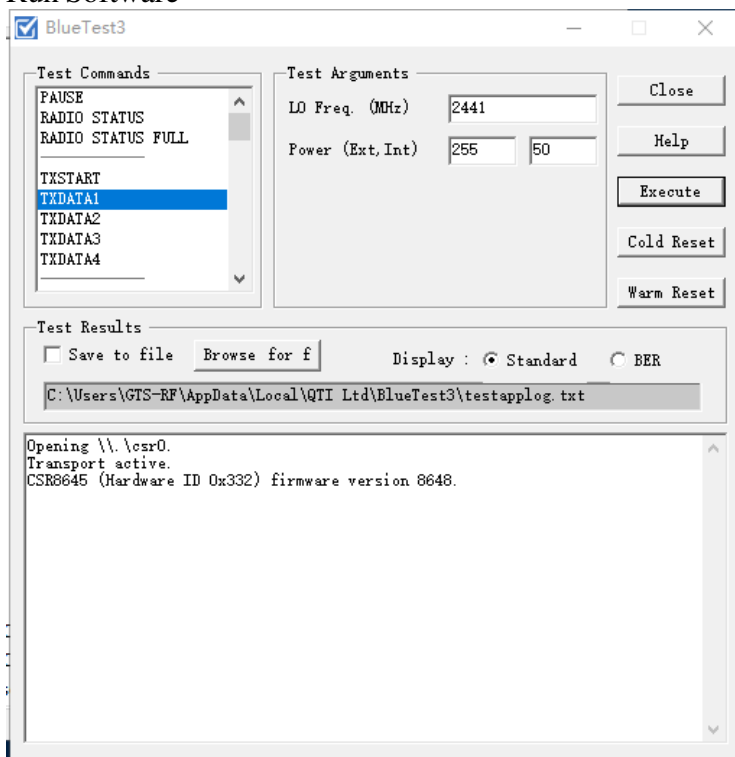 BlueTest3
Test Commands
PAUSE
RADIO STATUS
RADIO STATUS FULL
TXSTART
TXDATA1
TXDATA2
TXDATA3
TXDATA4
Test Arguments
LO Freq. (MHz) 2441
Power (Ext, Int) 255 50
Close
Help
Execute
Cold Reset
Warm Reset
Test Results
Save to file Browse for f Display : Standard BER
C:\Users\GTS-RF\AppData\Local\QTI Ltd\BlueTest3\testapplog.txt
Opening \\.\csr0.
Transport active.
CSR8645 (Hardware ID 0x332) firmware version 8648.